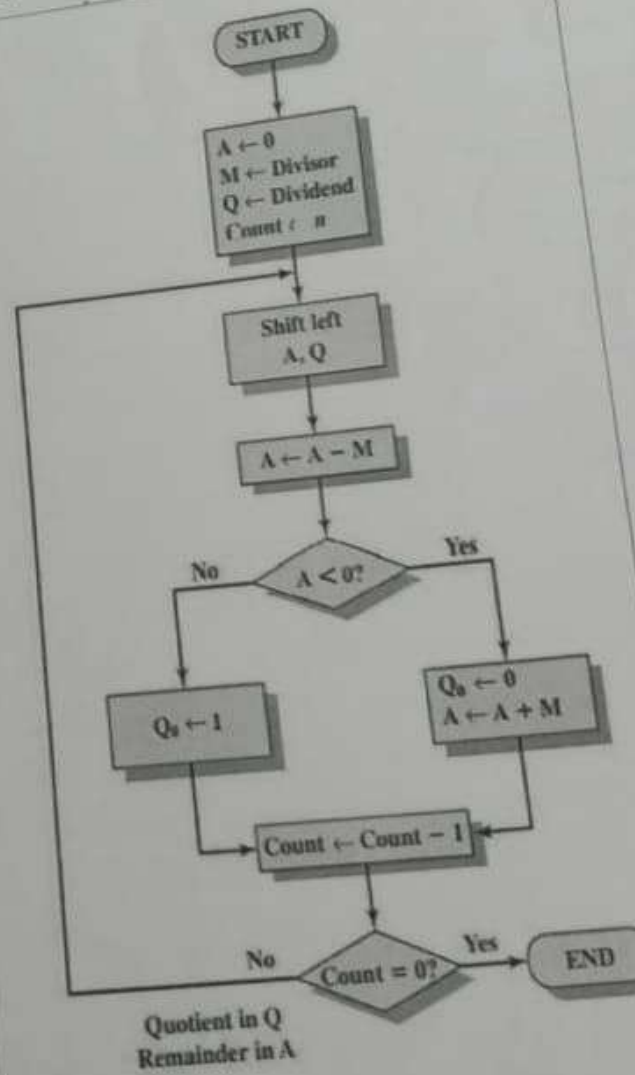 START
A ← 0
M ← Divisor
Q ← Dividend
Count ← n
Shift left
A, Q
A ← A − M
A < 0?
No
Yes
Q₀ ← 1
Q₀ ← 0
A ← A + M
Count ← Count − 1
Count = 0?
No
Yes
END
Quotient in Q
Remainder in A